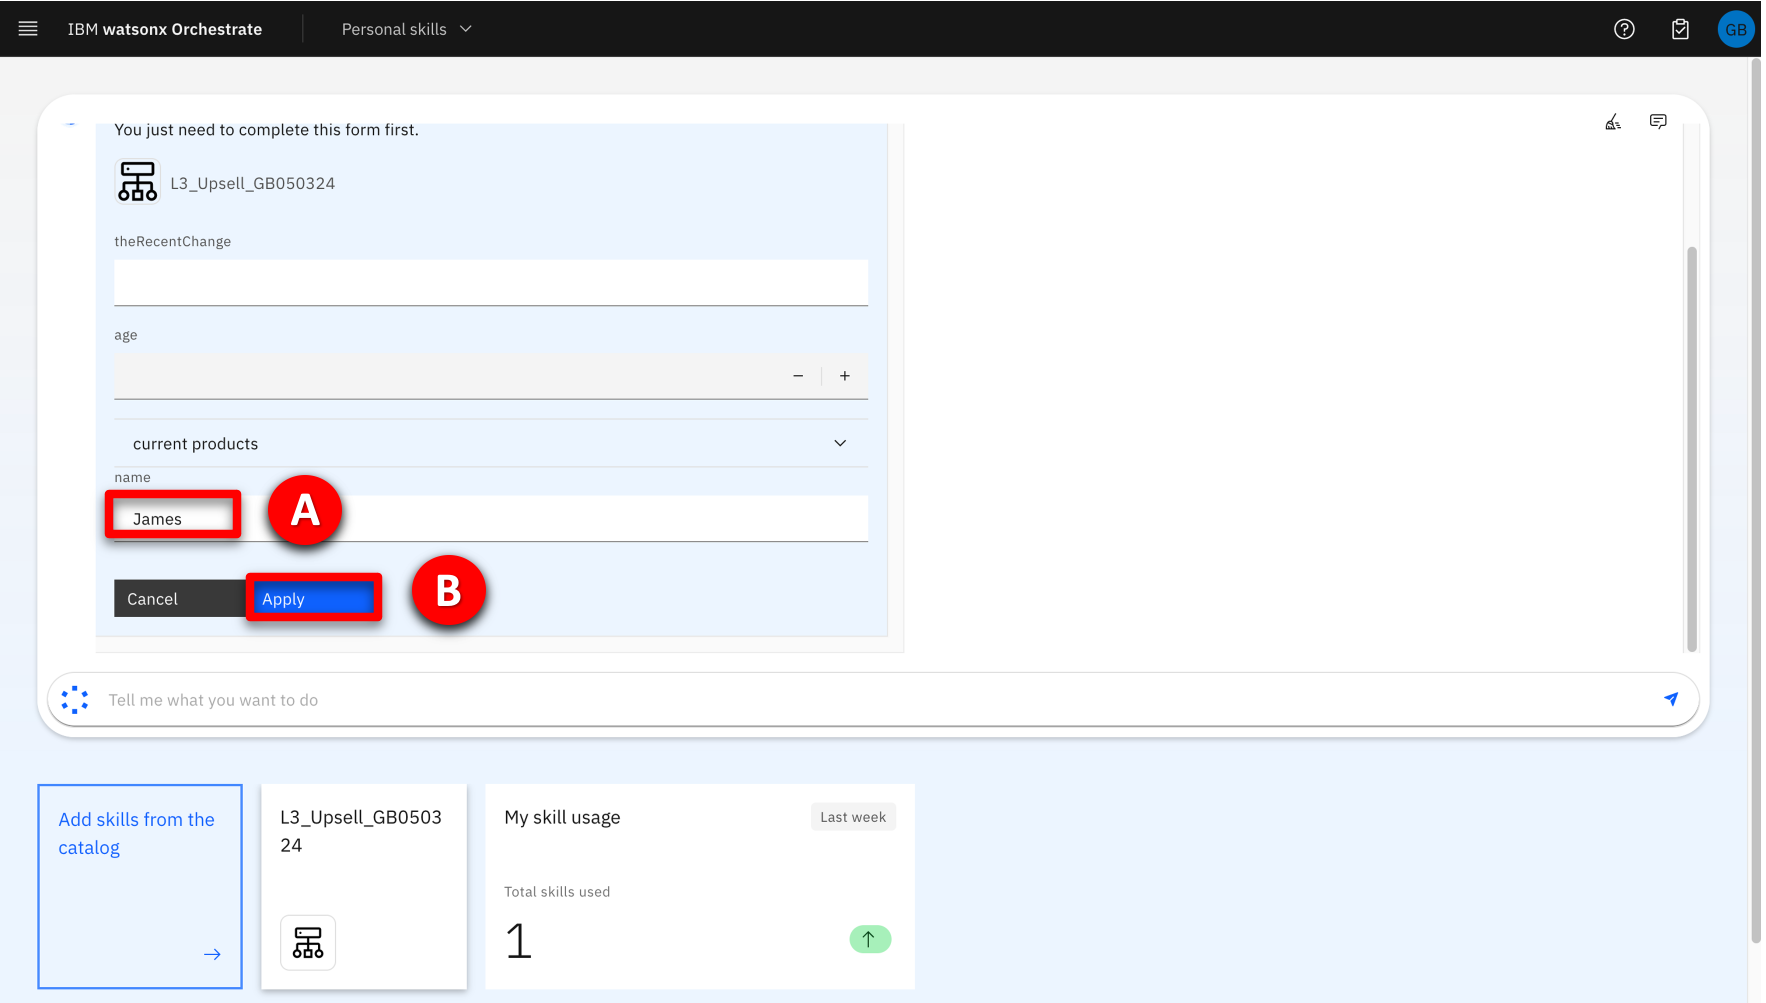 IBM watsonx Orchestrate
Personal skills
GB
You just need to complete this form first.
L3_Upsell_GB050324
theRecentChange
age
current products
name
James
A
Cancel
Apply
B
Tell me what you want to do
Add skills from the
catalog
L3_Upsell_GB0503
24
My skill usage
Last week
Total skills used
1